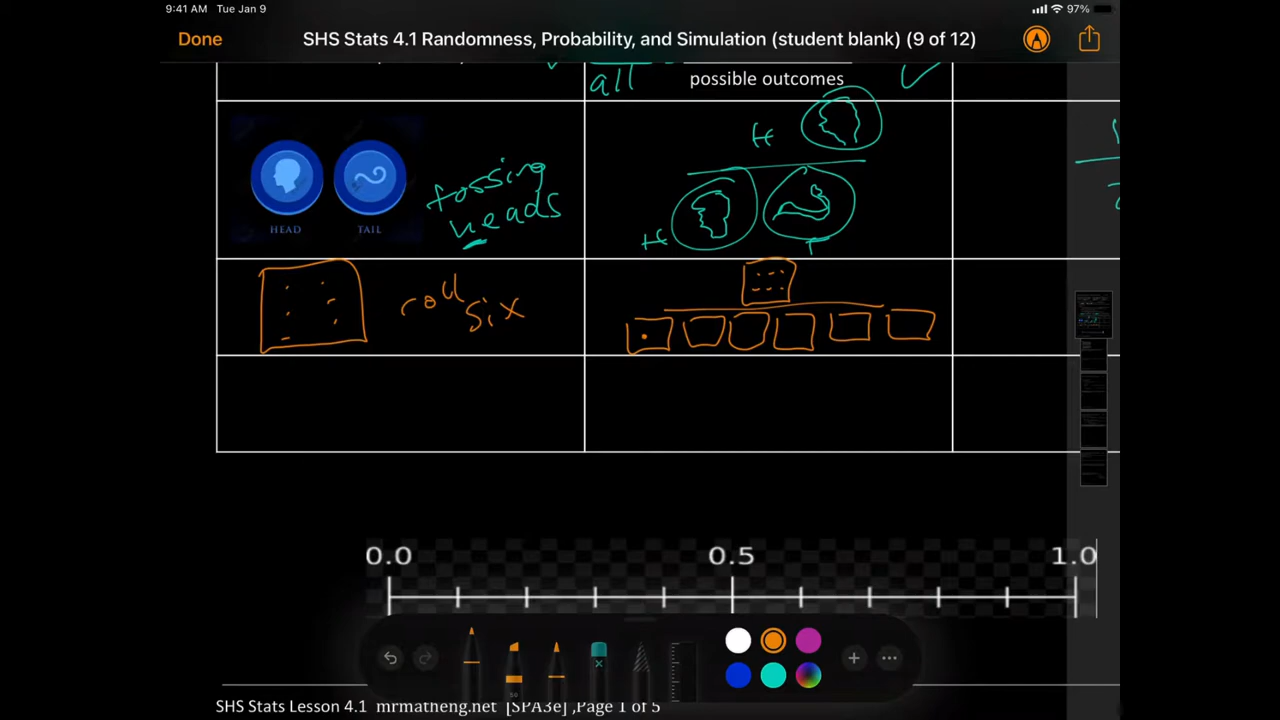 9:41 AM Tue Jan 9 97%
Done SHS Stats 4.1 Randomness, Probability, and Simulation (student blank) (9 of 12)
all possible outcomes
H
HEAD TAIL tossing heads
H T
roll six
0.0 0.5 1.0
50
SHS Stats Lesson 4.1 mrmatheng.net [SPA3e] ,Page 1 of 5